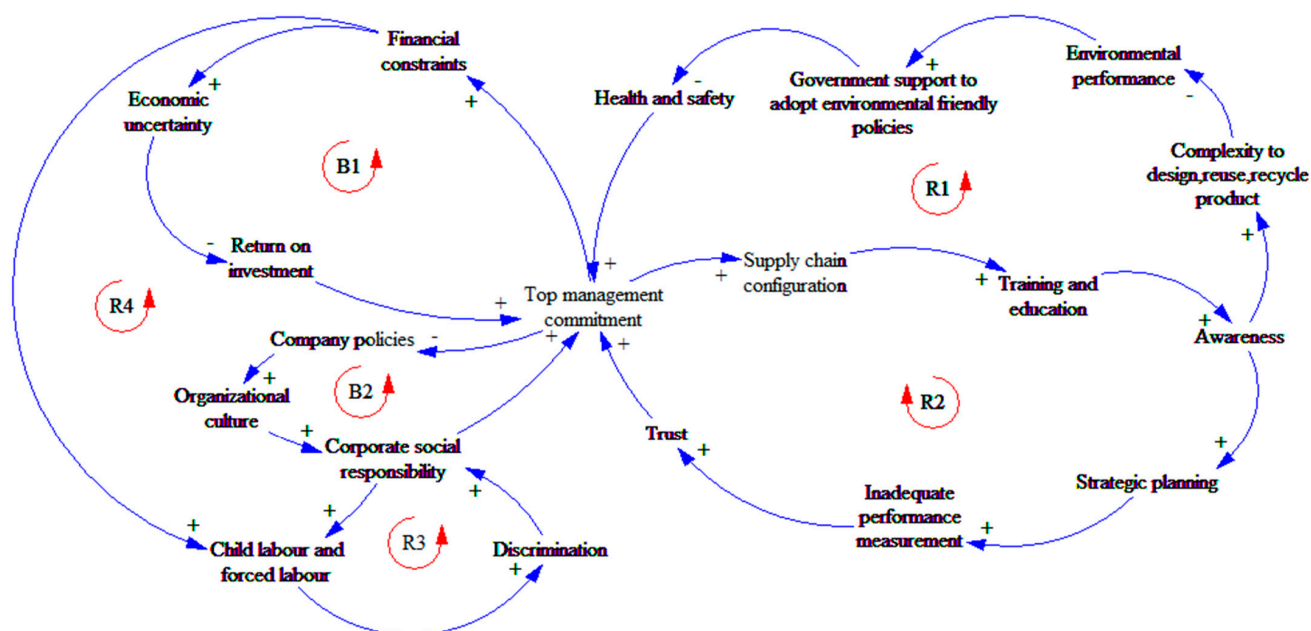 Financial
constraints
+
+
Economic
uncertainty
B1
-
Return on
investment
+
R4
Health and safety
-
Government support to
adopt environmental friendly
policies
+
Environmental
performance
-
Complexity to
design,reuse,recycle
product
+
R1
+
Top management
commitment
+
+
Supply chain
configuration
+
Training and
education
+
Awareness
+
Company policies
-
+
Organizational
culture
+
B2
Corporate social
responsibility
+
+
R3
+
Child labour and
forced labour
+
Discrimination
R2
Trust
+
Inadequate
performance
measurement
+
Strategic planning
+